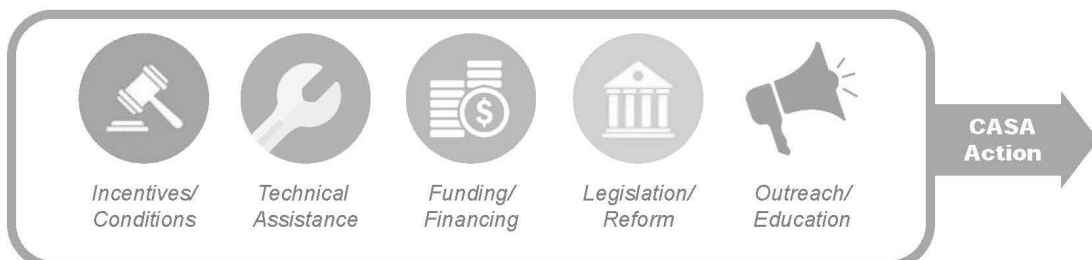 Incentives/
Conditions
Technical
Assistance
Funding/
Financing
$
Legislation/
Reform
Outreach/
Education
CASA
Action